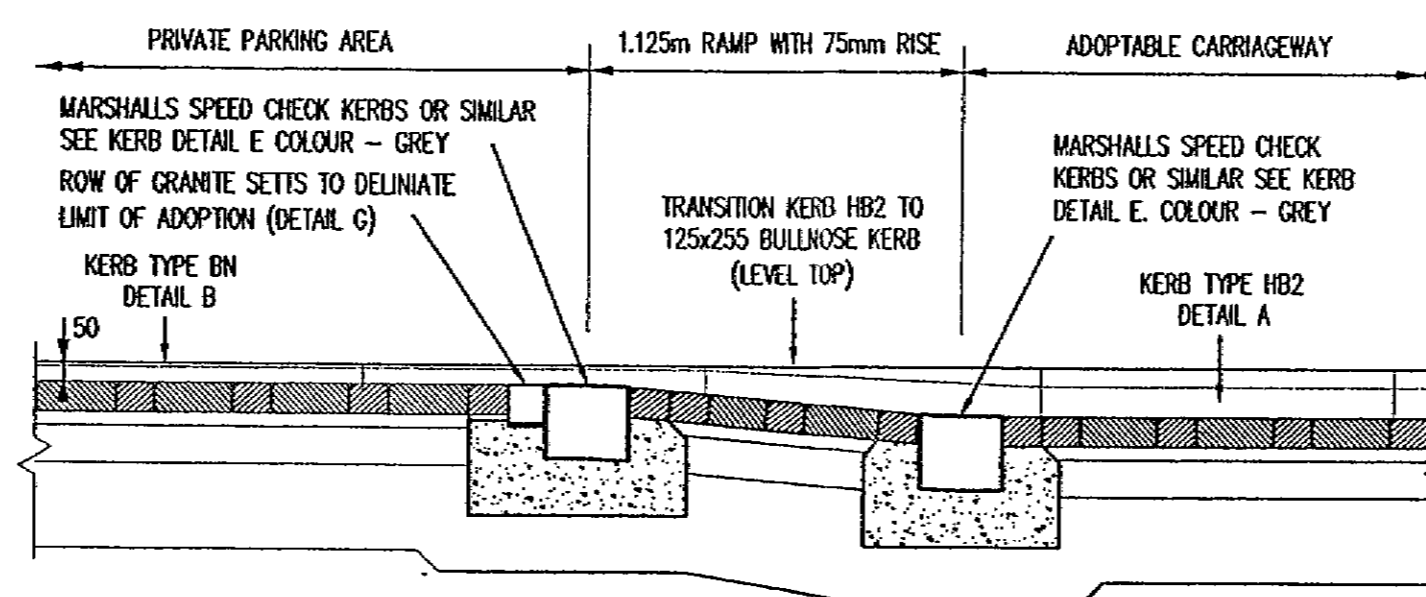 PRIVATE PARKING AREA
1.125m RAMP WITH 75mm RISE
ADOPTABLE CARRIAGEWAY
MARSHALLS SPEED CHECK KERBS OR SIMILAR
SEE KERB DETAIL E COLOUR – GREY
ROW OF GRANITE SETTS TO DELINIATE
LIMIT OF ADOPTION (DETAIL G)
KERB TYPE BN
DETAIL B
50
TRANSITION KERB HB2 TO
125x255 BULLNOSE KERB
(LEVEL TOP)
MARSHALLS SPEED CHECK
KERBS OR SIMILAR SEE KERB
DETAIL E. COLOUR – GREY
KERB TYPE HB2
DETAIL A